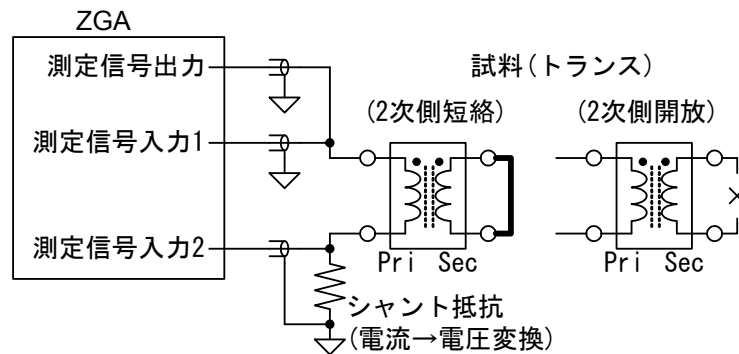 ZGA
測定信号出力
測定信号入力1
測定信号入力2
試料(トランス)
(2次側短絡)
(2次側開放)
Pri Sec
Pri Sec
シャント抵抗
(電流→電圧変換)